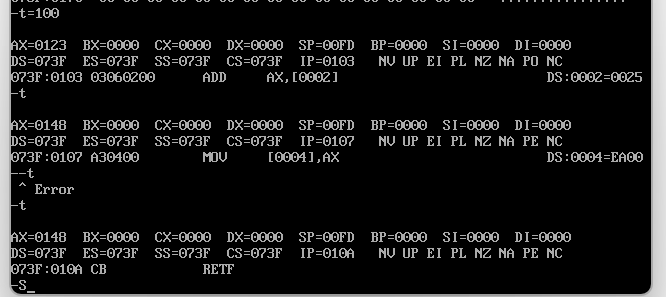 -t=100
AX=0123 BX=0000 CX=0000 DX=0000 SP=00FD BP=0000 SI=0000 DI=0000
DS=073F ES=073F SS=073F CS=073F IP=0103 NV UP EI PL NZ NA PO NC
073F:0103 03060200 ADD AX,[0002] DS:0002=0025
-t
AX=0148 BX=0000 CX=0000 DX=0000 SP=00FD BP=0000 SI=0000 DI=0000
DS=073F ES=073F SS=073F CS=073F IP=0107 NV UP EI PL NZ NA PE NC
073F:0107 A30400 MOV [0004],AX DS:0004=EA00
--t
^ Error
-t
AX=0148 BX=0000 CX=0000 DX=0000 SP=00FD BP=0000 SI=0000 DI=0000
DS=073F ES=073F SS=073F CS=073F IP=010A NV UP EI PL NZ NA PE NC
073F:010A CB RETF
-S_